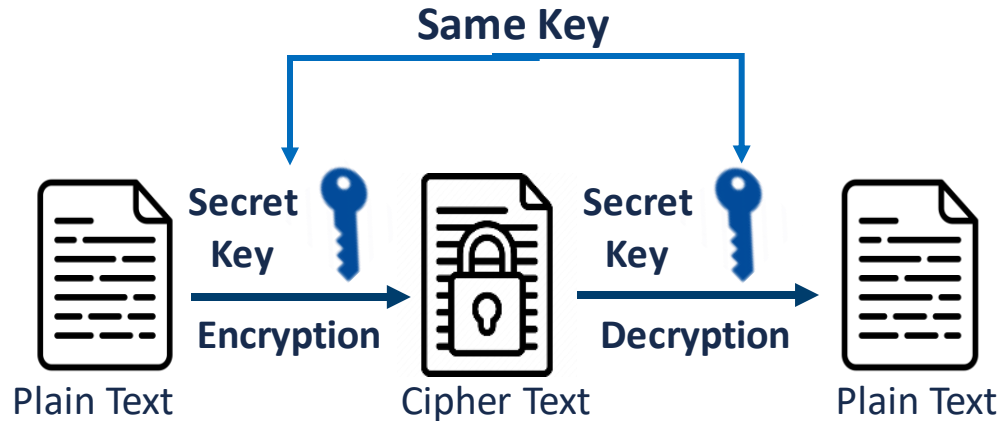 Same Key
Secret
Key
Secret
Key
Encryption
Decryption
Plain Text
Cipher Text
Plain Text